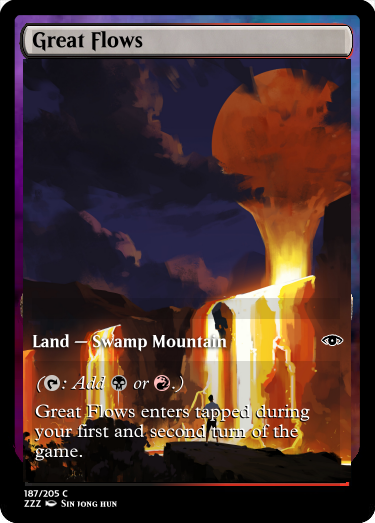 Great Flows
Land — Swamp Mountain
(: Add or .)
Great Flows enters tapped during
your first and second turn of the
game.
187/205 C
ZZZ Sin jong hun